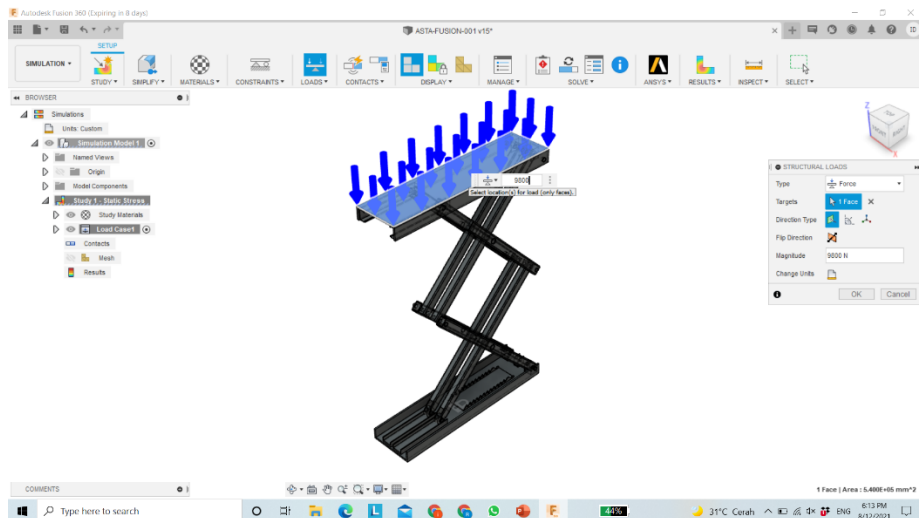 Autodesk Fusion 360 (Expiring in 8 days)
ASTA-FUSION-001 v15*
SETUP
SIMULATION
STUDY
SIMPLIFY
MATERIALS
CONSTRAINTS
LOADS
CONTACTS
DISPLAY
MANAGE
SOLVE
ANSYS
RESULTS
INSPECT
SELECT
BROWSER
Simulations
Units: Custom
Simulation Model 1
Named Views
Origin
Model Components
Study 1 - Static Stress
Study Materials
Load Case1
Contacts
Mesh
Results
9800
Select location(s) for load (only faces)..
TOP
FRONT
RIGHT
Z
X
STRUCTURAL LOADS
Type Force
Targets 1 Face
Direction Type
Flip Direction
Magnitude 9800 N
Change Units
OK Cancel
COMMENTS
1 Face | Area : 5.400E+05 mm^2
Type here to search
44%
31°C Cerah
ENG
6:13 PM
8/12/2021